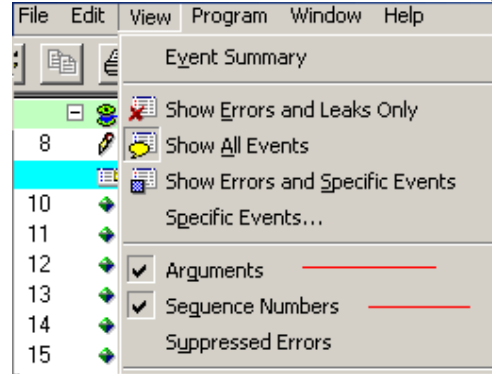 File Edit View Program Window Help
Event Summary
Show Errors and Leaks Only
8 Show All Events
Show Errors and Specific Events
10 Specific Events...
11
12 Arguments
13 Sequence Numbers
14 Suppressed Errors
15